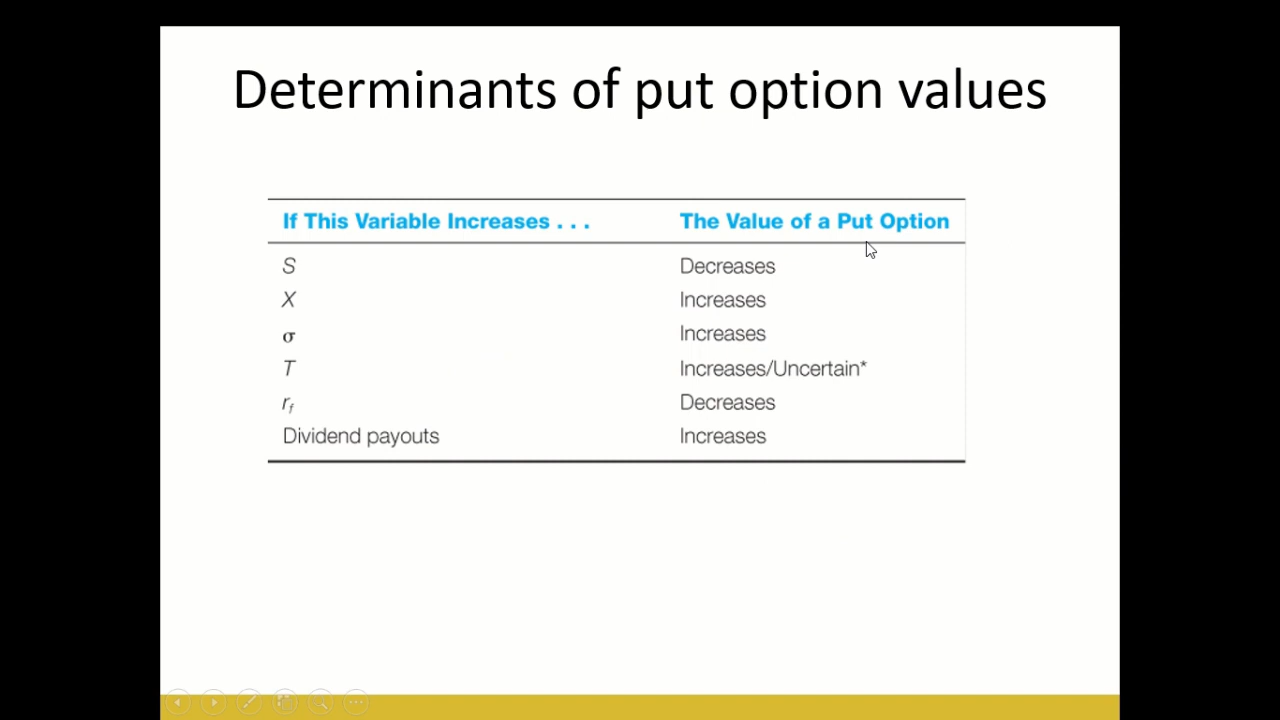 Determinants of put option values
If This Variable Increases . . . The Value of a Put Option
S Decreases
X Increases
σ Increases
T Increases/Uncertain*
rf Decreases
Dividend payouts Increases